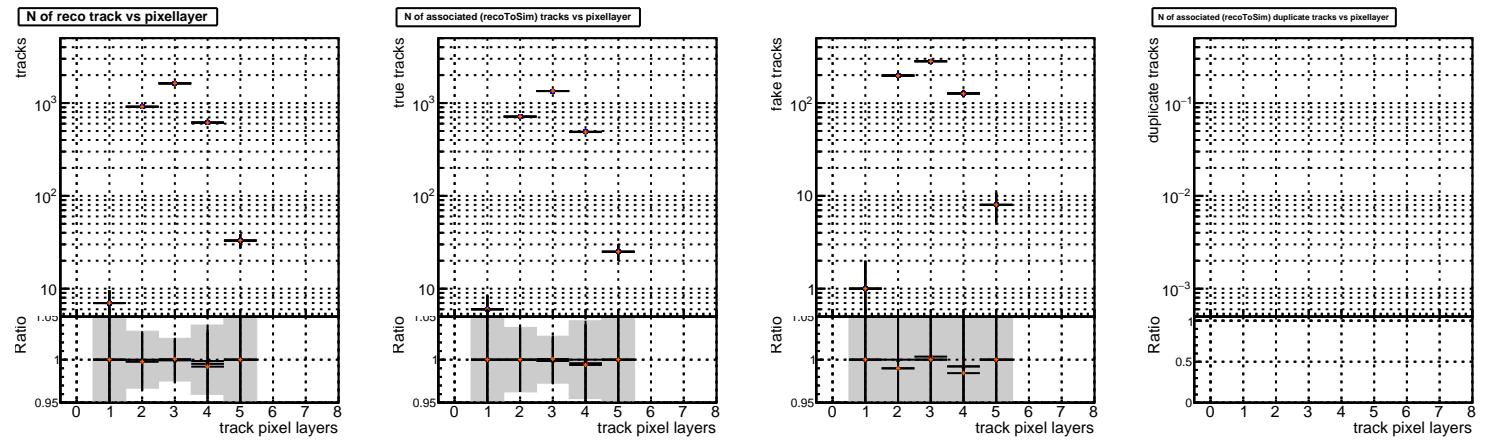 N of reco track vs pixellayer
tracks
10³
10²
10
1.05
Ratio
1
0.95
0 1 2 3 4 5 6 7 8
track pixel layers
N of associated (recoToSim) tracks vs pixellayer
true tracks
10³
10²
10
1.05
Ratio
1
0.95
0 1 2 3 4 5 6 7 8
track pixel layers
fake tracks
10²
10
1
1.05
Ratio
1
0.95
0 1 2 3 4 5 6 7 8
track pixel layers
N of associated (recoToSim) duplicate tracks vs pixellayer
duplicate tracks
10⁻¹
10⁻²
10⁻³
Ratio
1
0.5
0
0 1 2 3 4 5 6 7 8
track pixel layers